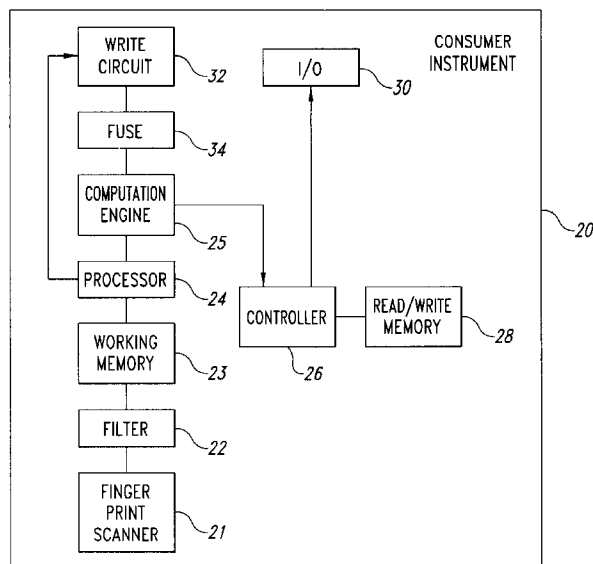 WRITE
CIRCUIT
32
I/O
30
CONSUMER
INSTRUMENT
FUSE
34
COMPUTATION
ENGINE
25
20
PROCESSOR
24
CONTROLLER
26
READ/WRITE
MEMORY
28
WORKING
MEMORY
23
FILTER
22
FINGER
PRINT
SCANNER
21